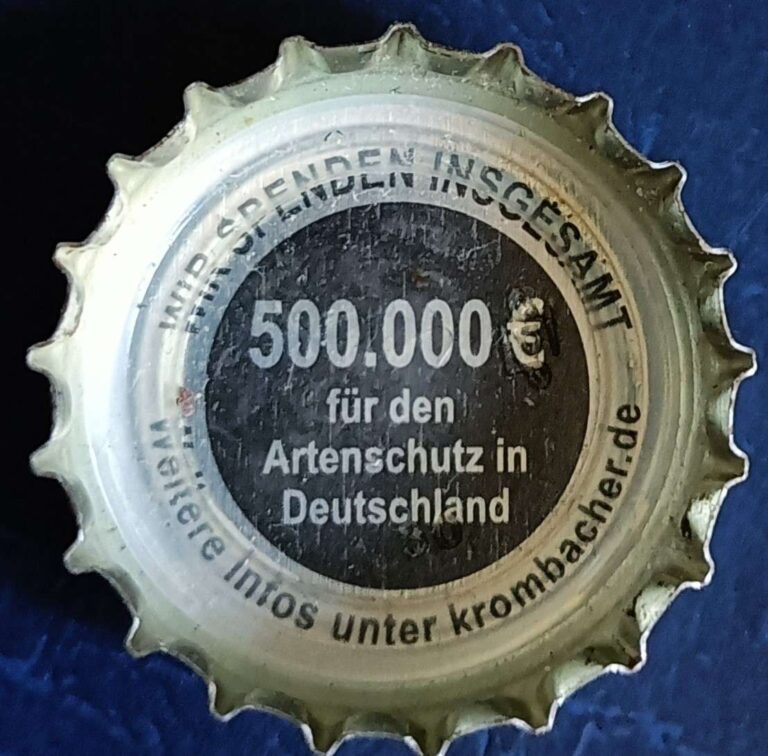 WIR SPENDEN INSGESAMT
500.000 €
für den
Artenschutz in
Deutschland
Weitere Infos unter krombacher.de